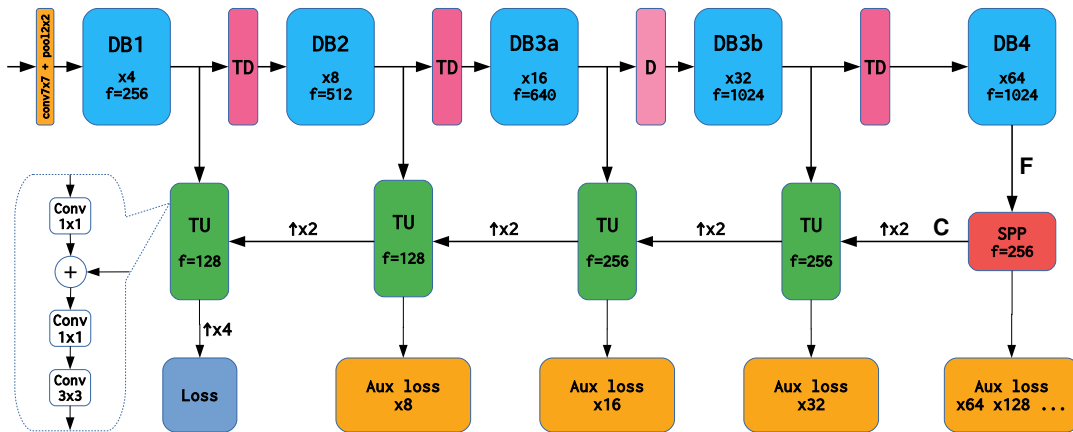 conv7x7 + pool2x2
DB1
x4
f=256
TD
DB2
x8
f=512
TD
DB3a
x16
f=640
D
DB3b
x32
f=1024
TD
DB4
x64
f=1024
F
Conv
1x1
+
Conv
1x1
Conv
3x3
TU
f=128
↑x2
TU
f=128
↑x2
TU
f=256
↑x2
TU
f=256
↑x2
C
SPP
f=256
↑x4
Loss
Aux loss
x8
Aux loss
x16
Aux loss
x32
Aux loss
x64 x128 ...